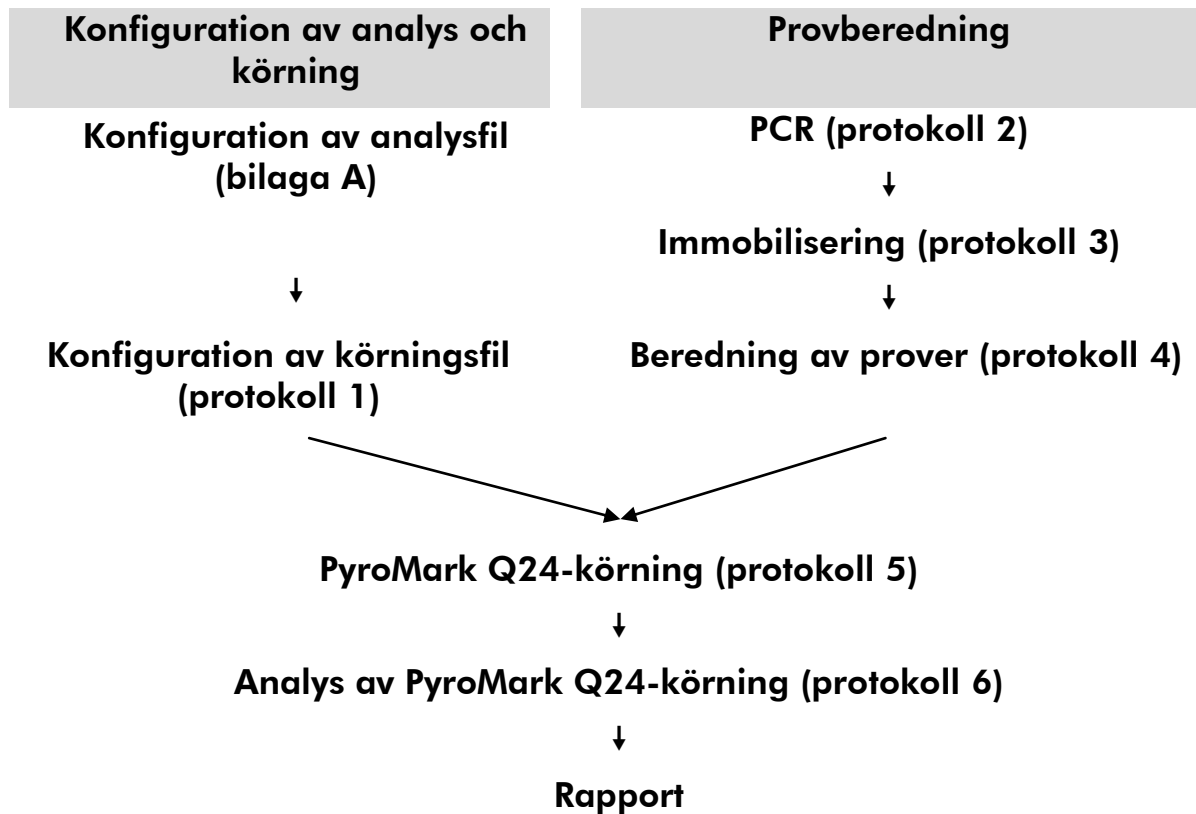 Konfiguration av analys och
körning
Konfiguration av analysfil
(bilaga A)
Konfiguration av körningsfil
(protokoll 1)
Provberedning
PCR (protokoll 2)
Immobilisering (protokoll 3)
Beredning av prover (protokoll 4)
PyroMark Q24-körning (protokoll 5)
Analys av PyroMark Q24-körning (protokoll 6)
Rapport